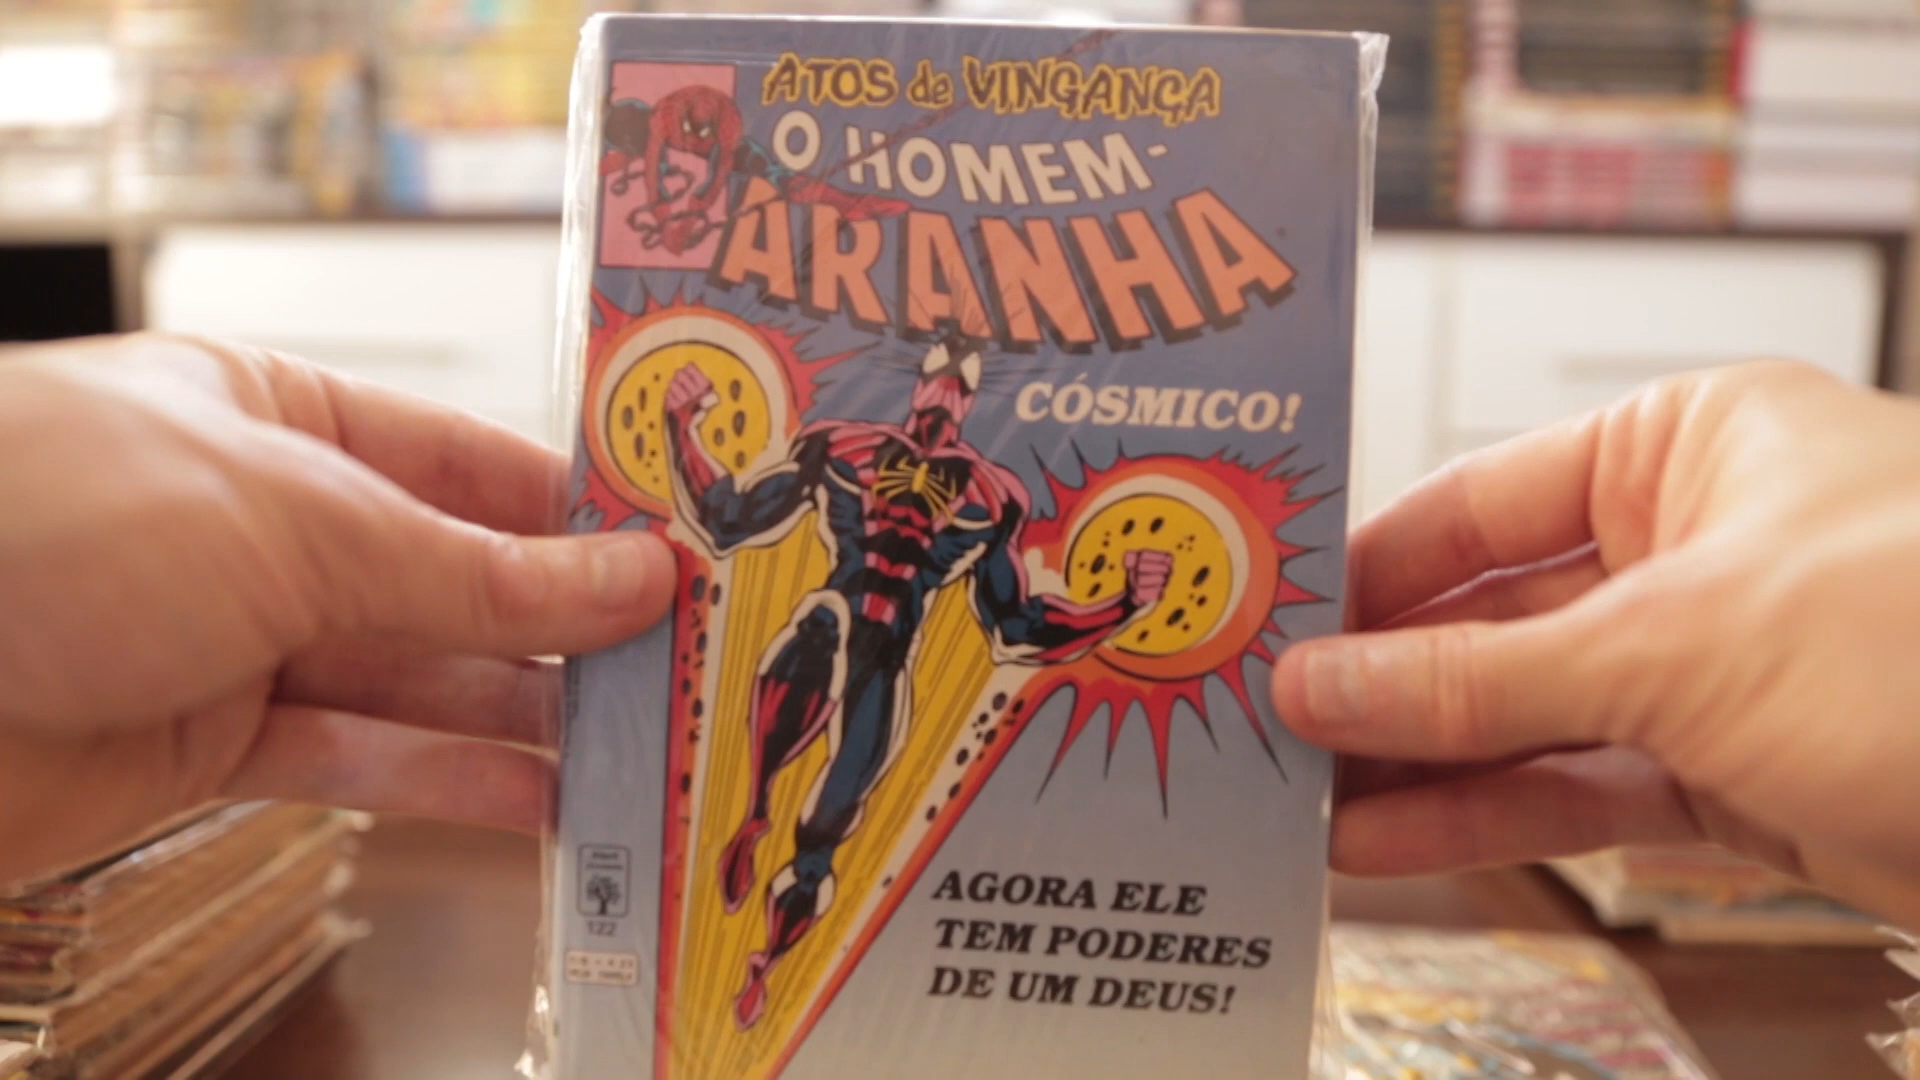 ATOS de VINGANÇA
O HOMEM-
ARANHA
CÓSMICO!
AGORA ELE
TEM PODERES
DE UM DEUS!
122